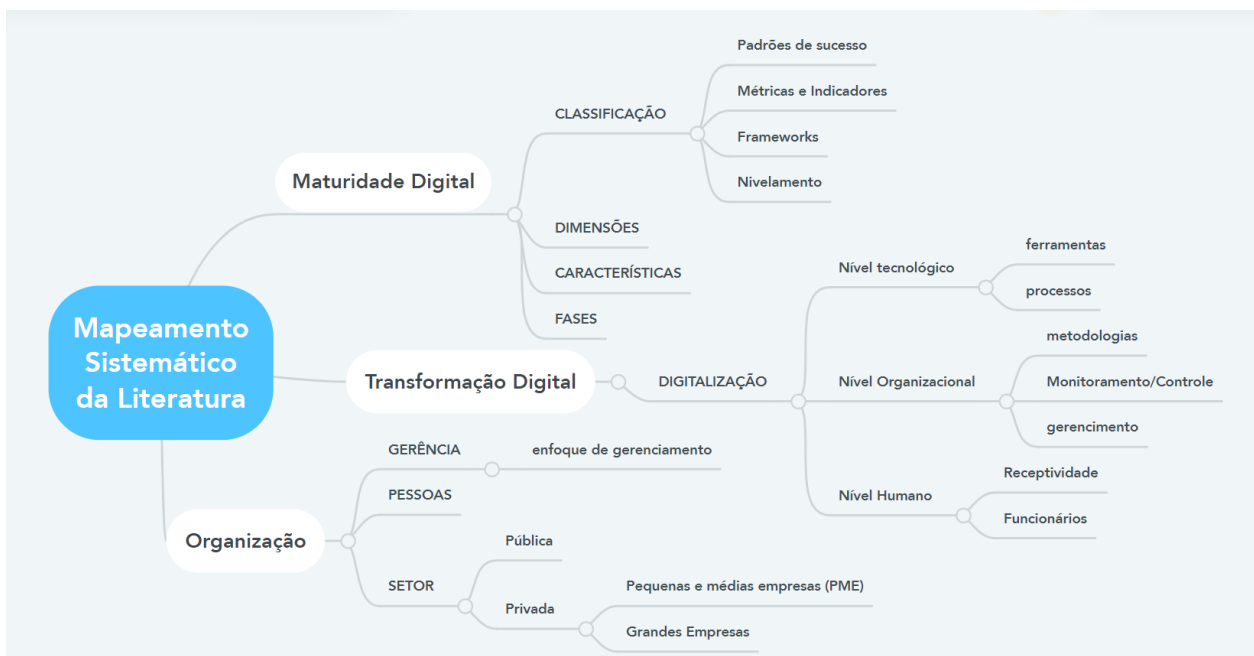 Mapeamento
Sistemático
da Literatura
Maturidade Digital
CLASSIFICAÇÃO
Padrões de sucesso
Métricas e Indicadores
Frameworks
Nivelamento
DIMENSÕES
CARACTERÍSTICAS
FASES
Transformação Digital
DIGITALIZAÇÃO
Nível tecnológico
ferramentas
processos
Nível Organizacional
metodologias
Monitoramento/Controle
gerencimento
Nível Humano
Receptividade
Funcionários
Organização
GERÊNCIA
enfoque de gerenciamento
PESSOAS
SETOR
Pública
Privada
Pequenas e médias empresas (PME)
Grandes Empresas